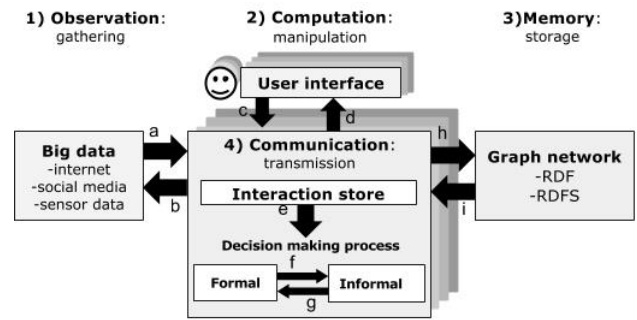 1) Observation:
gathering
2) Computation:
manipulation
3)Memory:
storage
User interface
c
d
a
b
h
i
Big data
-internet
-social media
-sensor data
4) Communication:
transmission
Interaction store
e
Decision making process
f
Formal
Informal
g
Graph network
-RDF
-RDFS